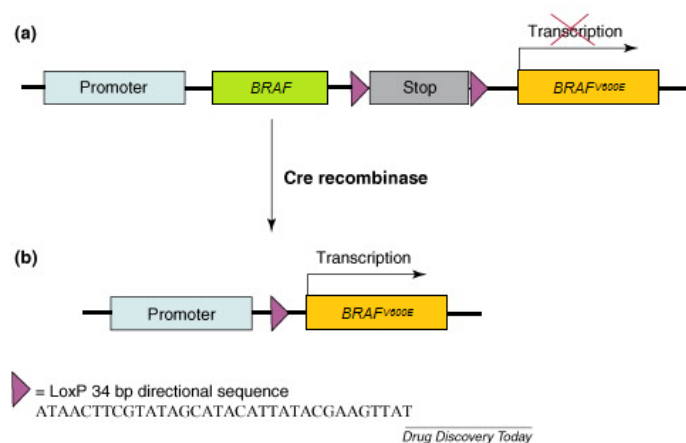 (a)
Transcription
Promoter
BRAF
Stop
BRAFV600E
Cre recombinase
(b)
Transcription
Promoter
BRAFV600E
= LoxP 34 bp directional sequence
ATAACTTCGTATAGCATACATTATACGAAGTTAT
Drug Discovery Today